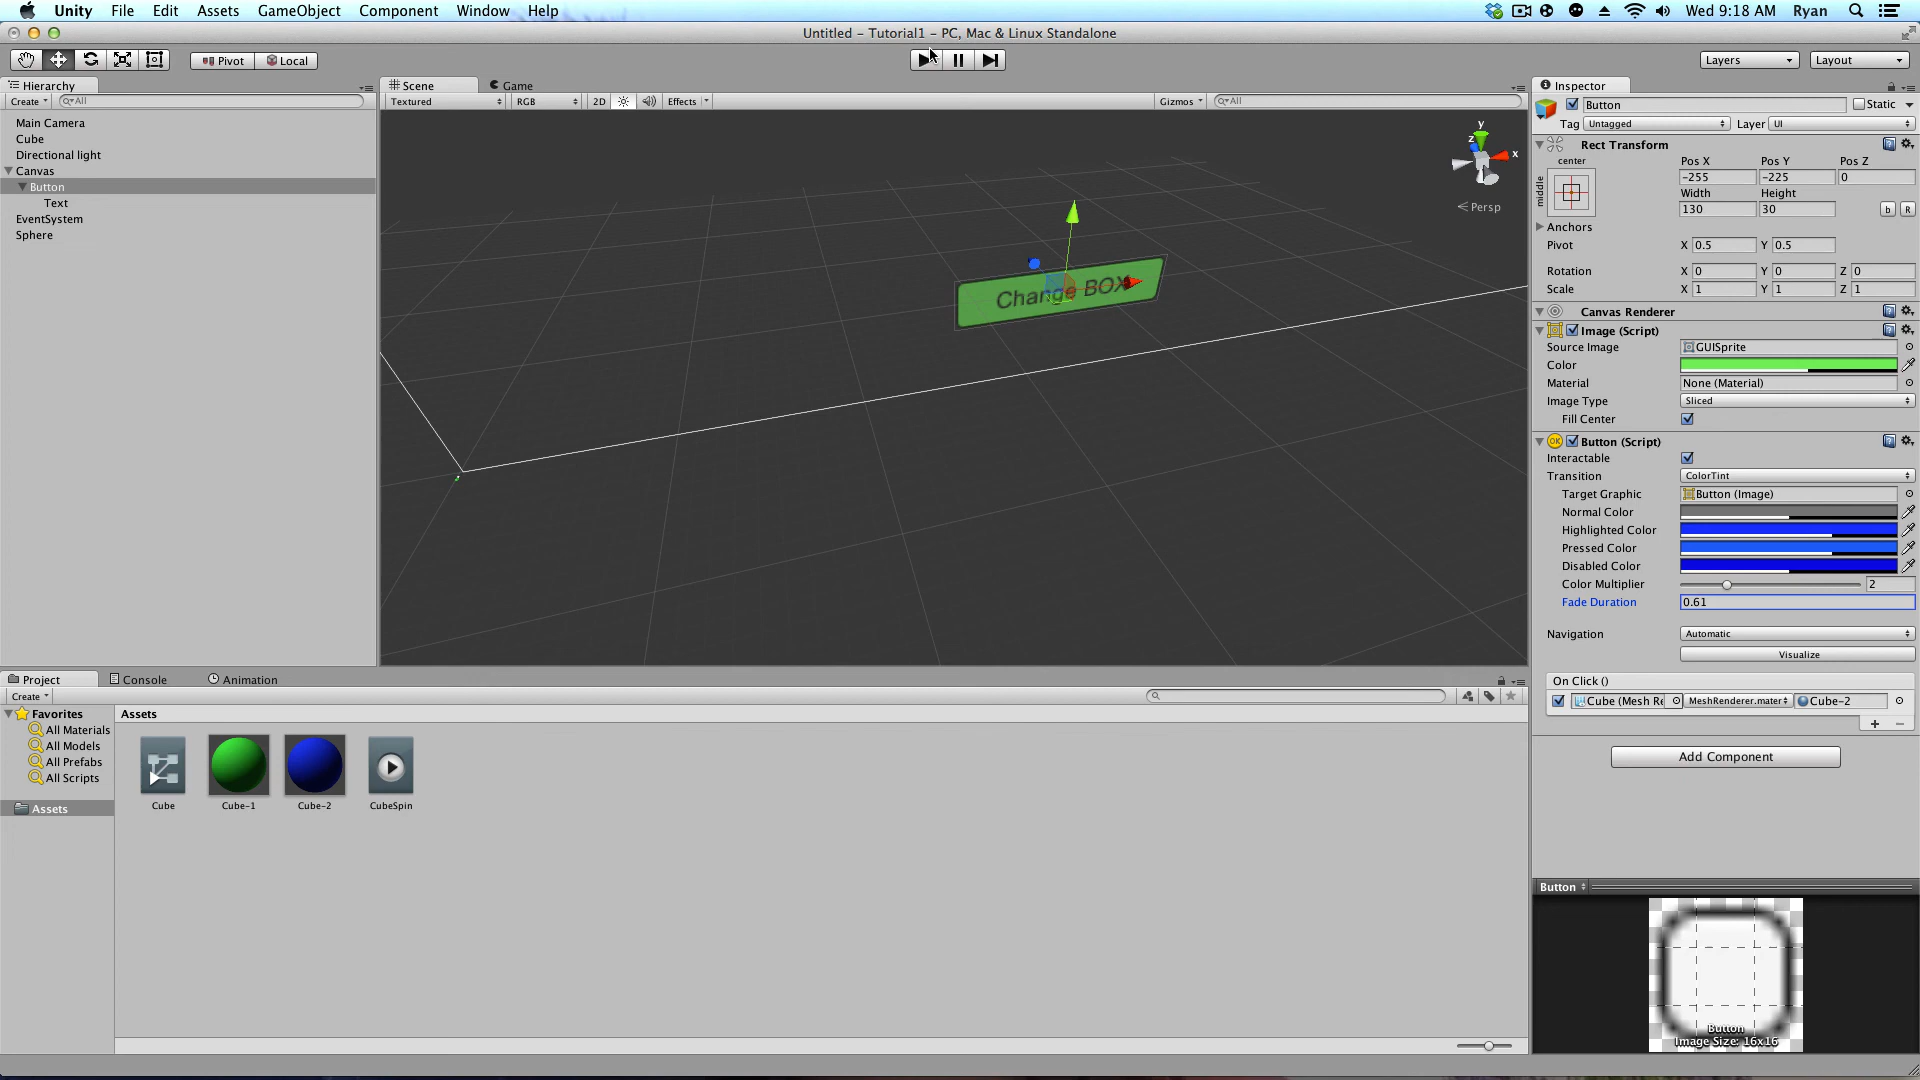 Unity File Edit Assets GameObject Component Window Help Wed 9:18 AM Ryan
Untitled – Tutorial1 – PC, Mac & Linux Standalone
Pivot Local Layers Layout
Hierarchy
Create All
Main Camera
Cube
Directional light
Canvas
Button
Text
EventSystem
Sphere
Scene Game
Textured RGB 2D Effects Gizmos All
y
z
x
Persp
Change BOX
Inspector
Button Static
Tag Untagged Layer UI
Rect Transform
center Pos X Pos Y Pos Z
middle -255 -225 0
Width Height
130 30 b R
Anchors
Pivot X 0.5 Y 0.5
Rotation X 0 Y 0 Z 0
Scale X 1 Y 1 Z 1
Canvas Renderer
Image (Script)
Source Image GUISprite
Color
Material None (Material)
Image Type Sliced
Fill Center
OK Button (Script)
Interactable
Transition ColorTint
Target Graphic Button (Image)
Normal Color
Highlighted Color
Pressed Color
Disabled Color
Color Multiplier 2
Fade Duration 0.61
Navigation Automatic
Visualize
On Click ()
Cube (Mesh Re MeshRenderer.mater Cube-2
+ −
Add Component
Project Console Animation
Create
Favorites
All Materials
All Models
All Prefabs
All Scripts
Assets
Assets
Cube Cube-1 Cube-2 CubeSpin
Button
Button
Image Size: 16x16